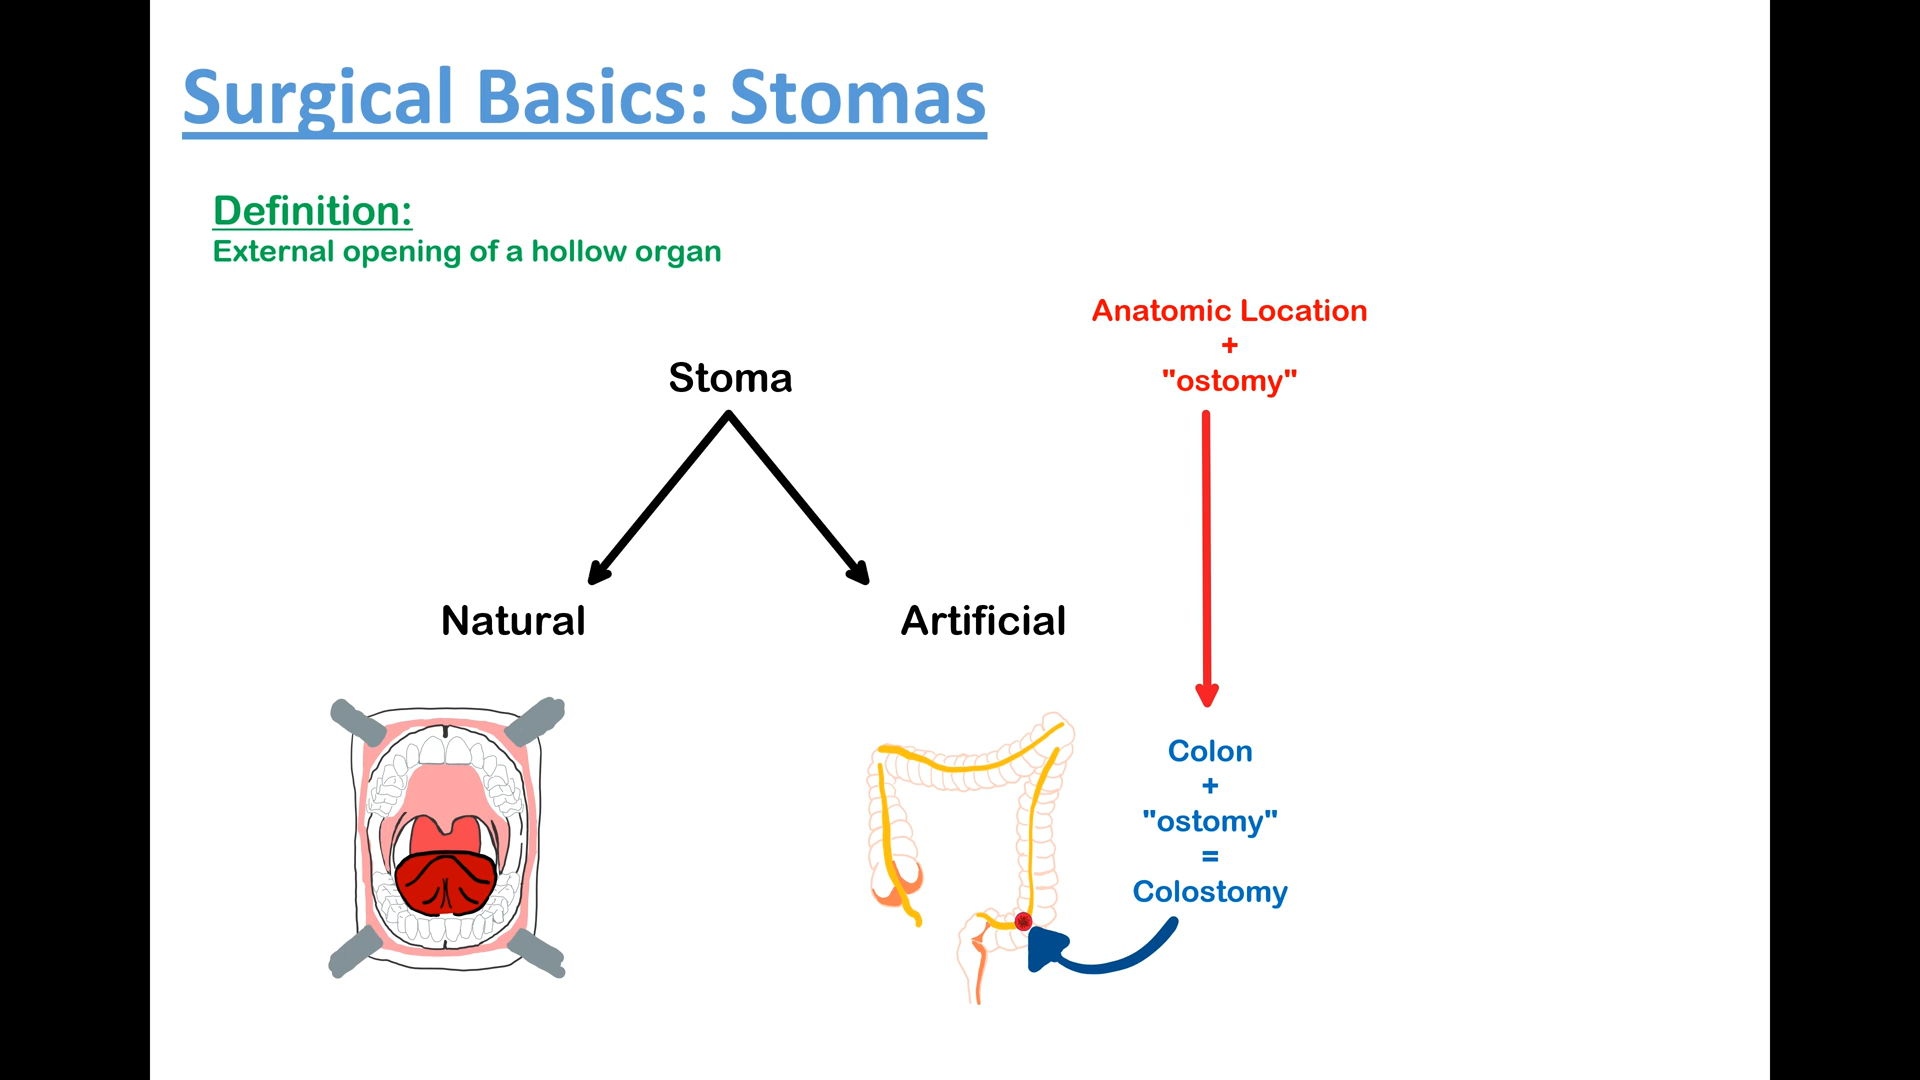 Surgical Basics: Stomas
Definition:
External opening of a hollow organ
Anatomic Location
+
"ostomy"
Stoma
Natural
Artificial
Colon
+
"ostomy"
=
Colostomy